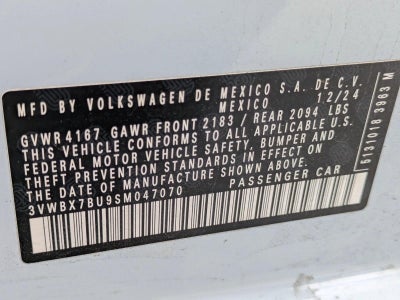 MFD BY VOLKSWAGEN DE MEXICO S.A. DE C.V.
MEXICO 12/24
GVWR 4167 GAWR FRONT 2183 / REAR 2094 LBS
THIS VEHICLE CONFORMS TO ALL APPLICABLE U.S.
FEDERAL MOTOR VEHICLE SAFETY, BUMPER AND
THEFT PREVENTION STANDARDS IN EFFECT ON
THE DATE OF MANUFACTURE SHOWN ABOVE.
3VWBX7BU9SM047070 PASSENGER CAR
5131018 3963 M